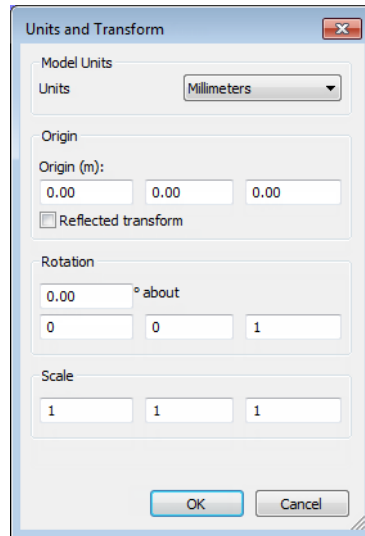 Units and Transform
Model Units
Units Millimeters
Origin
Origin (m):
0.00 0.00 0.00
Reflected transform
Rotation
0.00 ° about
0 0 1
Scale
1 1 1
OK Cancel